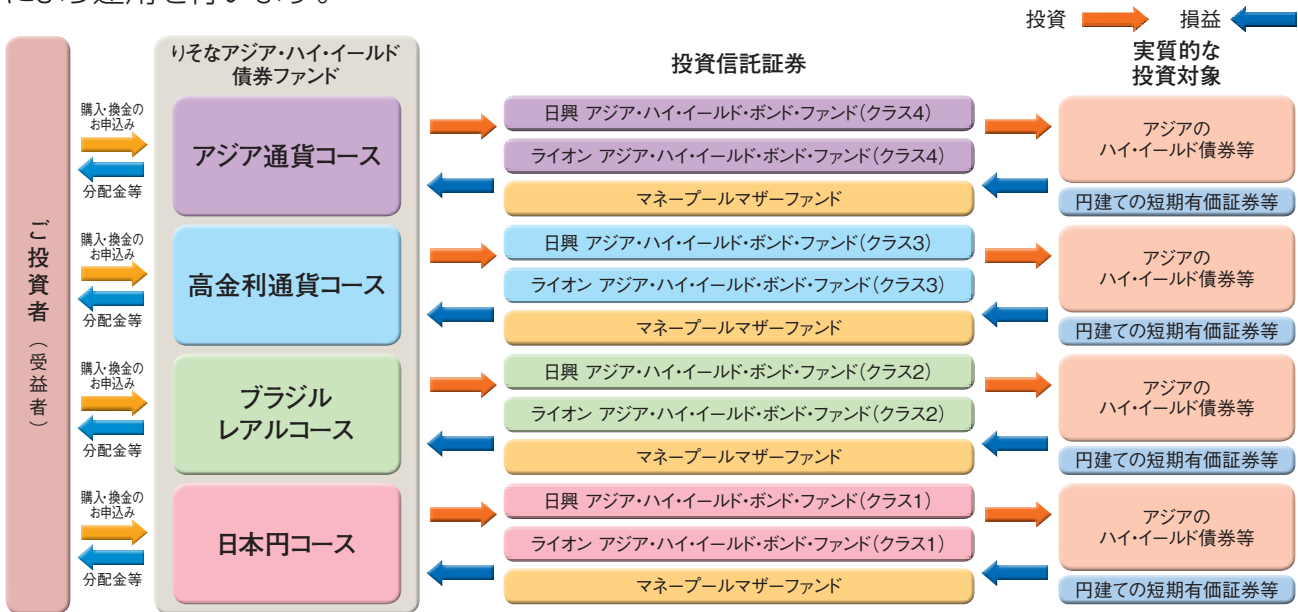 により運用を行います。
投資
損益
ご投資者（受益者）
りそなアジア・ハイ・イールド
債券ファンド
投資信託証券
実質的な
投資対象
購入・換金の
お申込み
分配金等
アジア通貨コース
日興 アジア・ハイ・イールド・ボンド・ファンド（クラス4）
ライオン アジア・ハイ・イールド・ボンド・ファンド（クラス4）
マネープールマザーファンド
アジアの
ハイ・イールド債券等
円建ての短期有価証券等
購入・換金の
お申込み
分配金等
高金利通貨コース
日興 アジア・ハイ・イールド・ボンド・ファンド（クラス3）
ライオン アジア・ハイ・イールド・ボンド・ファンド（クラス3）
マネープールマザーファンド
アジアの
ハイ・イールド債券等
円建ての短期有価証券等
購入・換金の
お申込み
分配金等
ブラジル
レアルコース
日興 アジア・ハイ・イールド・ボンド・ファンド（クラス2）
ライオン アジア・ハイ・イールド・ボンド・ファンド（クラス2）
マネープールマザーファンド
アジアの
ハイ・イールド債券等
円建ての短期有価証券等
購入・換金の
お申込み
分配金等
日本円コース
日興 アジア・ハイ・イールド・ボンド・ファンド（クラス1）
ライオン アジア・ハイ・イールド・ボンド・ファンド（クラス1）
マネープールマザーファンド
アジアの
ハイ・イールド債券等
円建ての短期有価証券等